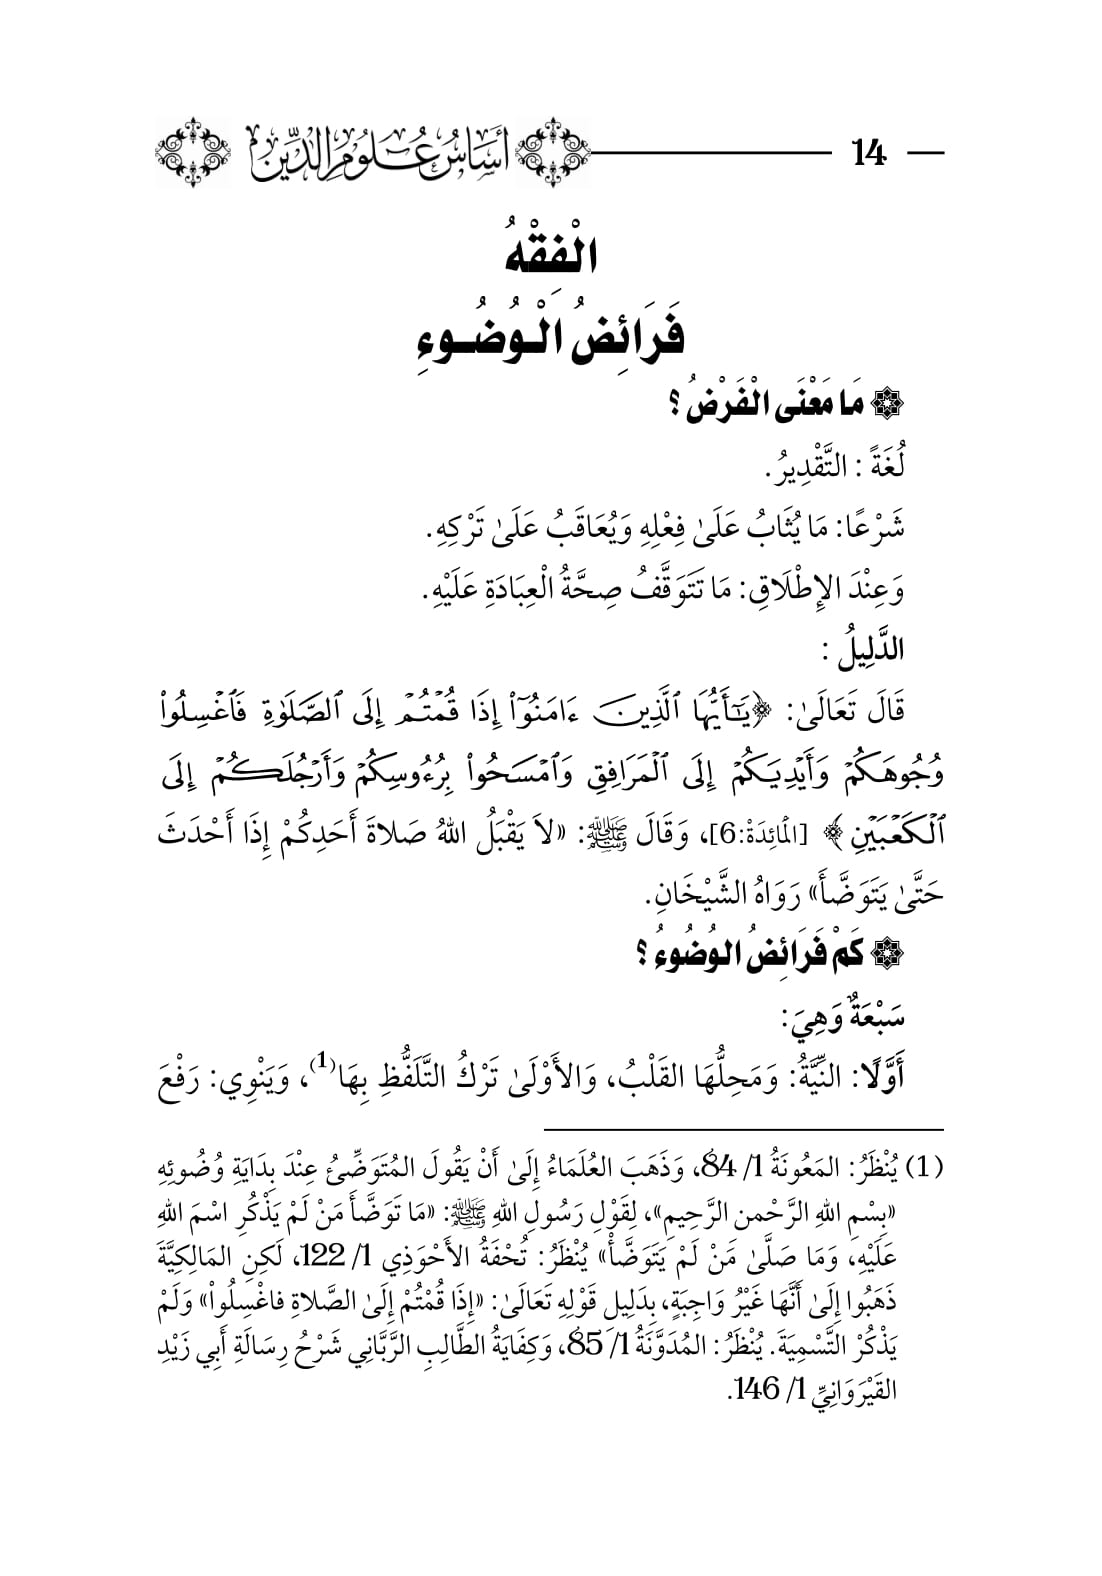 14 أَسَاسُ عُلُومِ الدِّينِ
الْفِقْهُ
فَرَائِضُ الْوُضُوءِ
مَا مَعْنَى الْفَرْضُ ؟
لُغَةً : التَّقْدِيرُ .
شَرْعًا: مَا يُثَابُ عَلَىٰ فِعْلِهِ وَيُعَاقَبُ عَلَىٰ تَرْكِهِ.
وَعِنْدَ الإِطْلَاقِ: مَا تَتَوَقَّفُ صِحَّةُ الْعِبَادَةِ عَلَيْهِ.
الدَّلِيلُ :
قَالَ تَعَالَىٰ: ﴿يَٰٓأَيُّهَا ٱلَّذِينَ ءَامَنُوٓاْ إِذَا قُمۡتُمۡ إِلَى ٱلصَّلَوٰةِ فَٱغۡسِلُواْ
وُجُوهَكُمۡ وَأَيۡدِيَكُمۡ إِلَى ٱلۡمَرَافِقِ وَٱمۡسَحُواْ بِرُءُوسِكُمۡ وَأَرۡجُلَكُمۡ إِلَى
ٱلۡكَعۡبَيۡنِ﴾ [المَائِدَة:6]، وَقَالَ ﷺ: «لاَ يَقْبَلُ اللهُ صَلاةَ أَحَدِكُمْ إِذَا أَحْدَثَ
حَتَّىٰ يَتَوَضَّأَ» رَوَاهُ الشَّيْخَانِ.
كَمْ فَرَائِضُ الوُضُوءُ ؟
سَبْعَةٌ وَهِيَ:
أَوَّلًا: النِّيَّةُ: وَمَحِلُّهَا القَلْبُ، وَالأَوْلَىٰ تَرْكُ التَّلَفُّظِ بِهَا(1)، وَيَنْوِي: رَفْعَ
(1) يُنْظَرُ: المَعُونَةُ 1/ 84، وَذَهَبَ العُلَمَاءُ إِلَىٰ أَنْ يَقُولَ المُتَوَضِّئُ عِنْدَ بِدَايَةِ وُضُوئِهِ
«بِسْمِ اللهِ الرَّحْمنِ الرَّحِيمِ»، لِقَوْلِ رَسُولِ اللهِ ﷺ: «مَا تَوَضَّأَ مَنْ لَمْ يَذْكُرِ اسْمَ اللهِ
عَلَيْهِ، وَمَا صَلَّىٰ مَنْ لَمْ يَتَوَضَّأْ» يُنْظَرُ: تُحْفَةُ الأَحْوَذِي 1/ 122، لَكِنِ المَالِكِيَّةَ
ذَهَبُوا إِلَىٰ أَنَّهَا غَيْرُ وَاجِبَةٍ، بِدَلِيلِ قَوْلِهِ تَعَالَىٰ: «إِذَا قُمْتُمْ إِلَىٰ الصَّلاةِ فاغْسِلُواْ» وَلَمْ
يَذْكُرْ التَّسْمِيَةَ. يُنْظَرُ: المُدَوَّنَةُ 1/ 85، وَكِفَايَةُ الطَّالِبِ الرَّبَّانِي شَرْحُ رِسَالَةِ أَبِي زَيْدِ
القَيْرَوَانِيِّ 1/ 146.